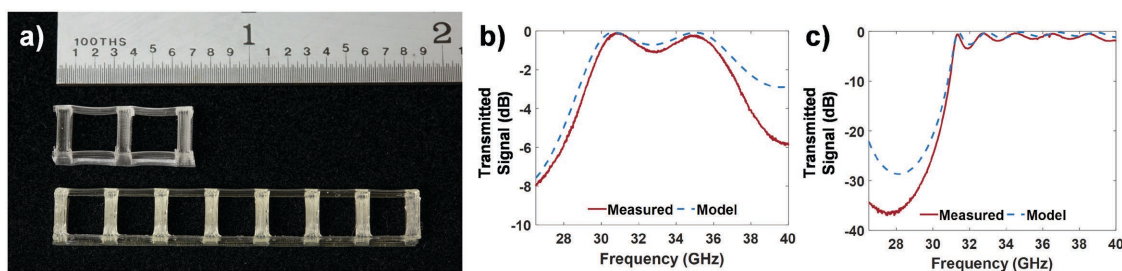 a)
1
2
100THS
1 2 3 4 5 6 7 8 9
1 2 3 4 5 6 7 8 9
1
b)
Transmitted
Signal (dB)
0
-2
-4
-6
-8
-10
Measured
Model
28 30 32 34 36 38 40
Frequency (GHz)
c)
Transmitted
Signal (dB)
0
-10
-20
-30
-40
Measured
Model
28 30 32 34 36 38 40
Frequency (GHz)